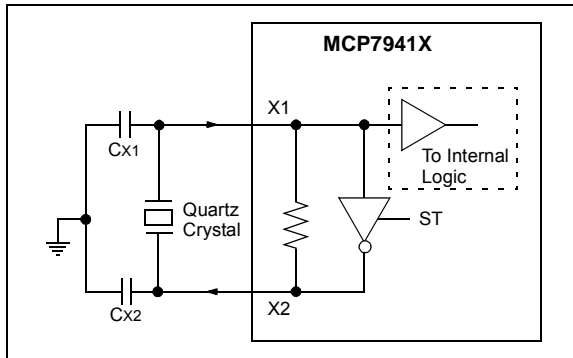 MCP7941X
X1
CX1
To Internal
Logic
Quartz
Crystal
ST
CX2
X2